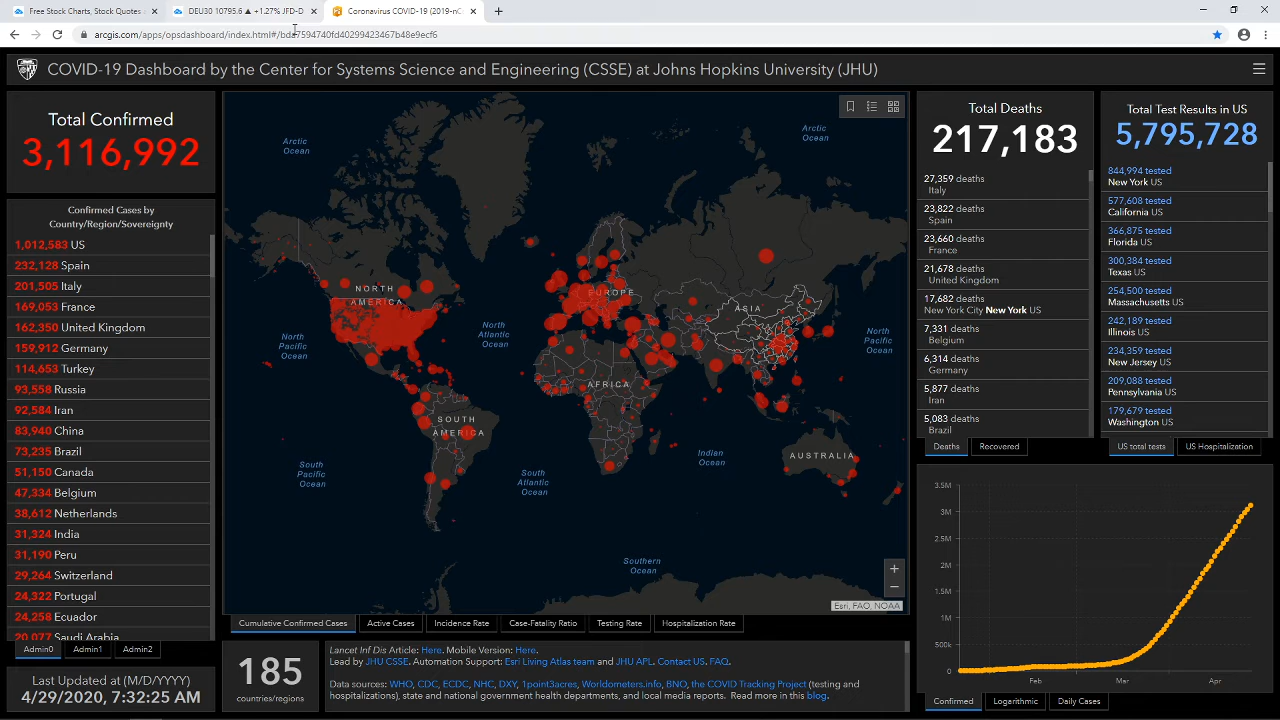 Free Stock Charts, Stock Quotes
DEU30 10795.6 ▲ +1.27% JFD-D
Coronavirus COVID-19 (2019-nC
arcgis.com/apps/opsdashboard/index.html#/bda7594740fd40299423467b48e9ecf6
COVID-19 Dashboard by the Center for Systems Science and Engineering (CSSE) at Johns Hopkins University (JHU)
Total Confirmed
3,116,992
Confirmed Cases by
Country/Region/Sovereignty
1,012,583 US
232,128 Spain
201,505 Italy
169,053 France
162,350 United Kingdom
159,912 Germany
114,653 Turkey
93,558 Russia
92,584 Iran
83,940 China
73,235 Brazil
51,150 Canada
47,334 Belgium
38,612 Netherlands
31,324 India
31,190 Peru
29,264 Switzerland
24,322 Portugal
24,258 Ecuador
20,077 Saudi Arabia
Admin0
Admin1
Admin2
Last Updated at (M/D/YYYY)
4/29/2020, 7:32:25 AM
Arctic
Ocean
Arctic
Ocean
NORTH
AMERICA
EUROPE
ASIA
North
Pacific
Ocean
North
Atlantic
Ocean
North
Pacific
Ocean
AFRICA
SOUTH
AMERICA
AUSTRALIA
Indian
Ocean
South
Pacific
Ocean
South
Atlantic
Ocean
Southern
Ocean
+
−
Esri, FAO, NOAA
Cumulative Confirmed Cases
Active Cases
Incidence Rate
Case-Fatality Ratio
Testing Rate
Hospitalization Rate
185
countries/regions
Lancet Inf Dis Article: Here. Mobile Version: Here.
Lead by JHU CSSE. Automation Support: Esri Living Atlas team and JHU APL. Contact US. FAQ.
Data sources: WHO, CDC, ECDC, NHC, DXY, 1point3acres, Worldometers.info, BNO, the COVID Tracking Project (testing and
hospitalizations), state and national government health departments, and local media reports. Read more in this blog.
Total Deaths
217,183
27,359 deaths
Italy
23,822 deaths
Spain
23,660 deaths
France
21,678 deaths
United Kingdom
17,682 deaths
New York City New York US
7,331 deaths
Belgium
6,314 deaths
Germany
5,877 deaths
Iran
5,083 deaths
Brazil
Deaths
Recovered
Total Test Results in US
5,795,728
844,994 tested
New York US
577,608 tested
California US
366,875 tested
Florida US
300,384 tested
Texas US
254,500 tested
Massachusetts US
242,189 tested
Illinois US
234,359 tested
New Jersey US
209,088 tested
Pennsylvania US
179,679 tested
Washington US
US total tests
US Hospitalization
3.5M
3M
2.5M
2M
1.5M
1M
500k
0
Feb
Mar
Apr
Confirmed
Logarithmic
Daily Cases